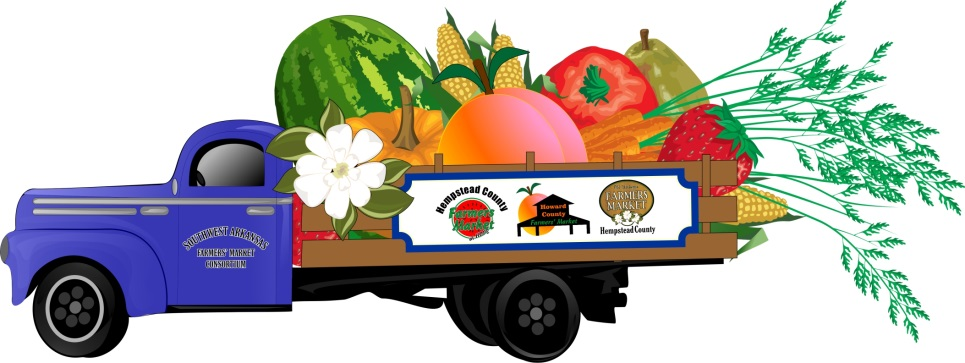 SOUTHWEST ARKANSAS
FARMERS' MARKET
CONSORTIUM
Hempstead County
Farmers
Market
Howard
County
Farmers' Market
FARMERS
MARKET
Hempstead County